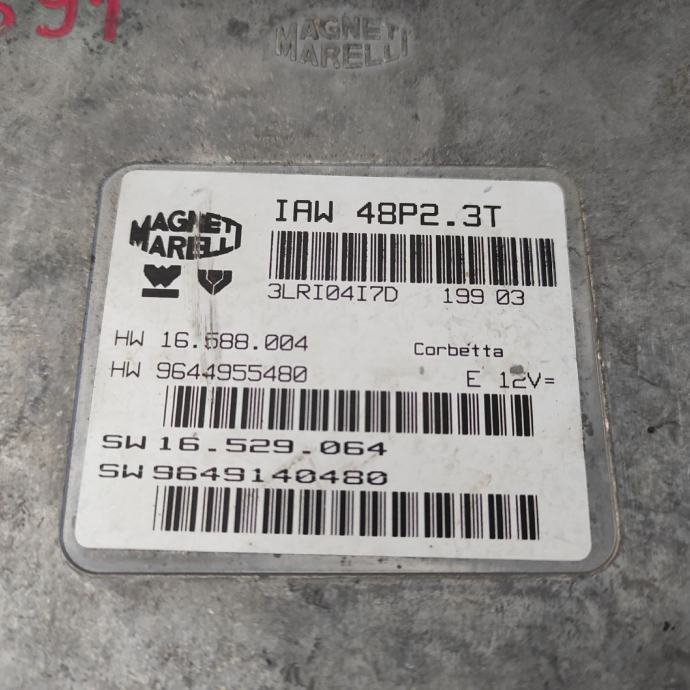 891
MAGNETI
MARELLI
MAGNETI
MARELLI
IAW 48P2.3T
3LRI04I7D 199 03
HW 16.588.004
Corbetta
HW 9644955480
E 12V=
SW 16.529.064
SW 9649140480